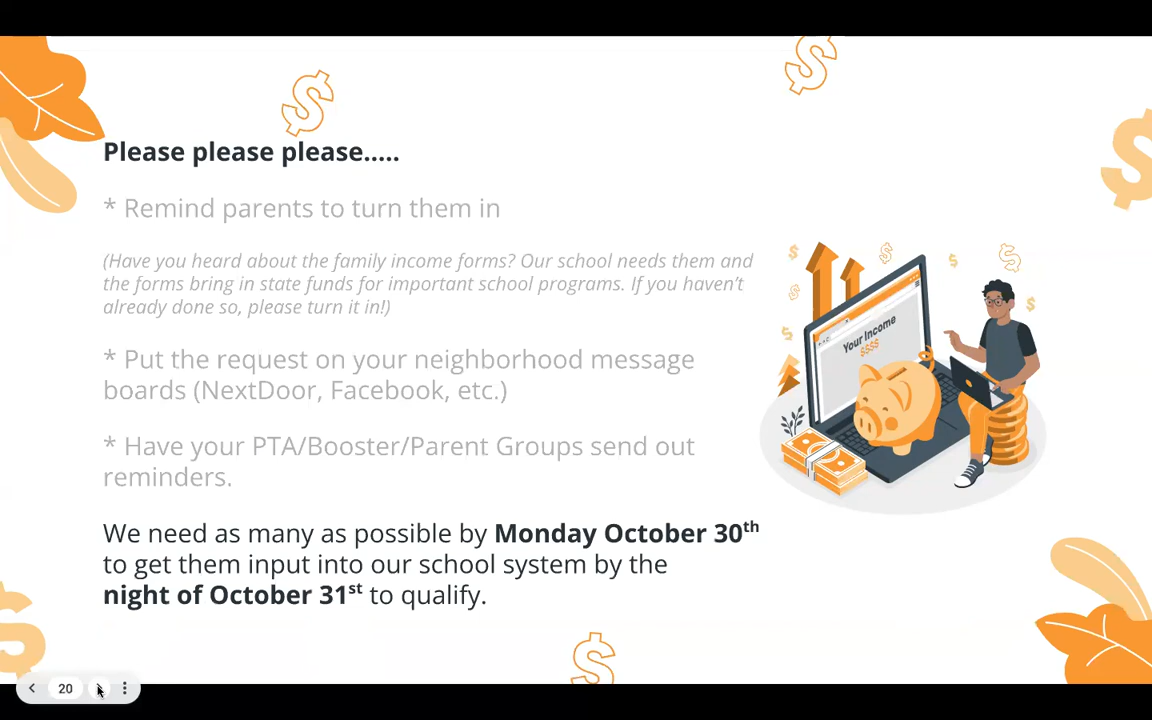 Please please please.....
* Remind parents to turn them in
(Have you heard about the family income forms? Our school needs them and
the forms bring in state funds for important school programs. If you haven't
already done so, please turn it in!)
* Put the request on your neighborhood message
boards (NextDoor, Facebook, etc.)
* Have your PTA/Booster/Parent Groups send out
reminders.
We need as many as possible by Monday October 30th
to get them input into our school system by the
night of October 31st to qualify.
Your Income
$$$$
20